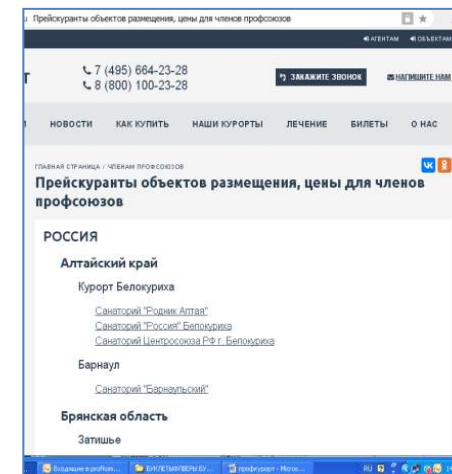 Прейскуранты объектов размещения, цены для членов профсоюзов
АГЕНТАМ ОБЪЕКТАМ
7 (495) 664-23-28
8 (800) 100-23-28
ЗАКАЖИТЕ ЗВОНОК
НАПИШИТЕ НАМ
НОВОСТИ КАК КУПИТЬ НАШИ КУРОРТЫ ЛЕЧЕНИЕ БИЛЕТЫ О НАС
ГЛАВНАЯ СТРАНИЦА / ЧЛЕНАМ ПРОФСОЮЗОВ
Прейскуранты объектов размещения, цены для членов
профсоюзов
РОССИЯ
Алтайский край
Курорт Белокуриха
Санаторий "Родник Алтая"
Санаторий "Россия" Белокуриха
Санаторий Центросоюза РФ г. Белокуриха
Барнаул
Санаторий "Барнаульский"
Брянская область
Затишье
Входящие в profkurort...
RU